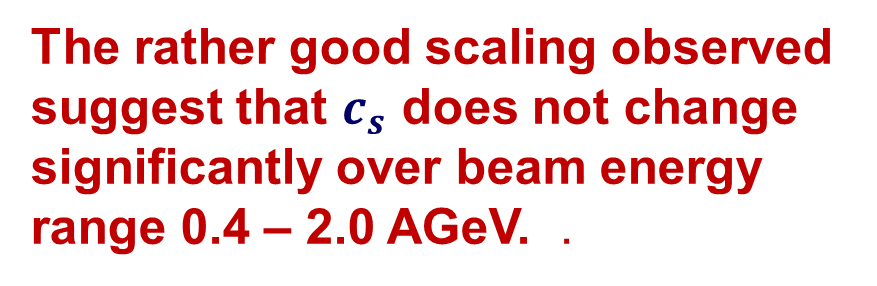 The rather good scaling observed
suggest that c_s does not change
significantly over beam energy
range 0.4 – 2.0 AGeV. .